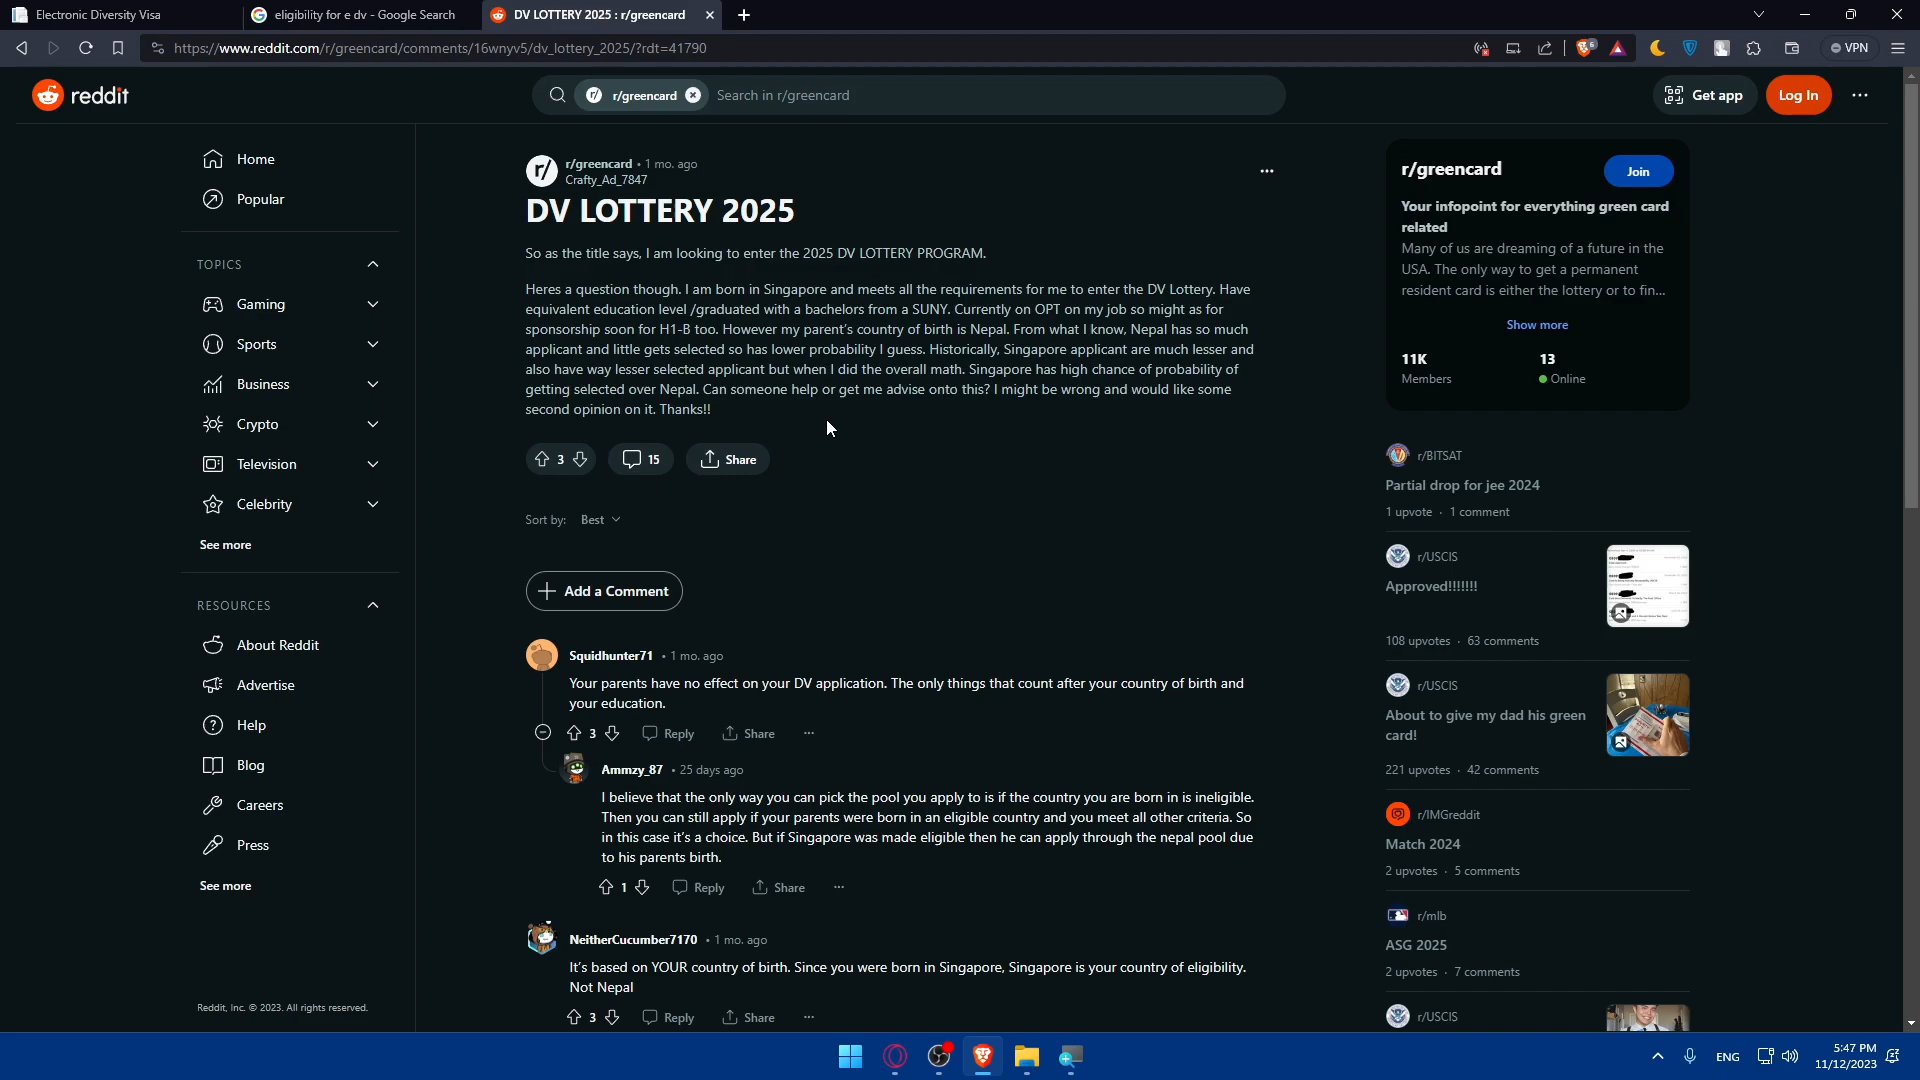 Electronic Diversity Visa
eligibility for e dv - Google Search
DV LOTTERY 2025 : r/greencard
https://www.reddit.com/r/greencard/comments/16wnyv5/dv_lottery_2025/?rdt=41790
6
VPN
reddit
r/greencard
Search in r/greencard
Get app
Log In
Home
Popular
TOPICS
Gaming
Sports
Business
Crypto
Television
Celebrity
See more
RESOURCES
About Reddit
Advertise
Help
Blog
Careers
Press
See more
Reddit, Inc. © 2023. All rights reserved.
r/
r/greencard • 1 mo. ago
Crafty_Ad_7847
DV LOTTERY 2025
So as the title says, I am looking to enter the 2025 DV LOTTERY PROGRAM.
Heres a question though. I am born in Singapore and meets all the requirements for me to enter the DV Lottery. Have
equivalent education level /graduated with a bachelors from a SUNY. Currently on OPT on my job so might as for
sponsorship soon for H1-B too. However my parent's country of birth is Nepal. From what I know, Nepal has so much
applicant and little gets selected so has lower probability I guess. Historically, Singapore applicant are much lesser and
also have way lesser selected applicant but when I did the overall math. Singapore has high chance of probability of
getting selected over Nepal. Can someone help or get me advise onto this? I might be wrong and would like some
second opinion on it. Thanks!!
3
15
Share
Sort by: Best
Add a Comment
Squidhunter71 • 1 mo. ago
Your parents have no effect on your DV application. The only things that count after your country of birth and
your education.
3
Reply
Share
Ammzy_87 • 25 days ago
I believe that the only way you can pick the pool you apply to is if the country you are born in is ineligible.
Then you can still apply if your parents were born in an eligible country and you meet all other criteria. So
in this case it's a choice. But if Singapore was made eligible then he can apply through the nepal pool due
to his parents birth.
1
Reply
Share
NeitherCucumber7170 • 1 mo. ago
It's based on YOUR country of birth. Since you were born in Singapore, Singapore is your country of eligibility.
Not Nepal
3
Reply
Share
r/greencard
Join
Your infopoint for everything green card
related
Many of us are dreaming of a future in the
USA. The only way to get a permanent
resident card is either the lottery or to fin...
Show more
11K
Members
13
Online
r/BITSAT
Partial drop for jee 2024
1 upvote · 1 comment
r/USCIS
Approved!!!!!!!
108 upvotes · 63 comments
r/USCIS
About to give my dad his green
card!
221 upvotes · 42 comments
r/IMGreddit
Match 2024
2 upvotes · 5 comments
r/mlb
ASG 2025
2 upvotes · 7 comments
r/USCIS
ENG
5:47 PM
11/12/2023